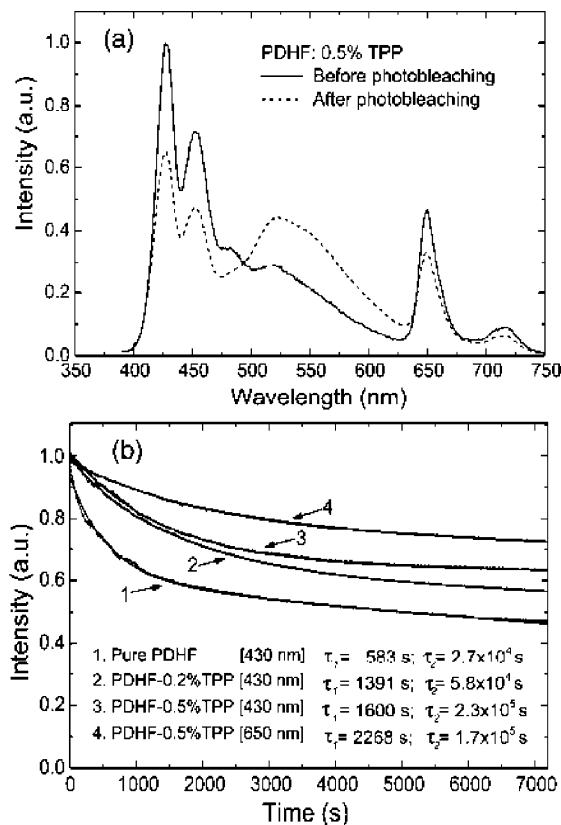 (a)
PDHF: 0.5% TPP
Before photobleaching
After photobleaching
Intensity (a.u.)
1.0
0.8
0.6
0.4
0.2
0.0
350 400 450 500 550 600 650 700 750
Wavelength (nm)
(b)
Intensity (a.u.)
1.0
0.8
0.6
0.4
0.2
0.0
4
3
2
1
1. Pure PDHF [430 nm] τ₁= 583 s; τ₂= 2.7x10⁴ s
2. PDHF-0.2%TPP [430 nm] τ₁= 1391 s; τ₂= 5.8x10⁴ s
3. PDHF-0.5%TPP [430 nm] τ₁= 1600 s; τ₂= 2.3x10⁵ s
4. PDHF-0.5%TPP [650 nm] τ₁= 2268 s; τ₂= 1.7x10⁵ s
0 1000 2000 3000 4000 5000 6000 7000
Time (s)